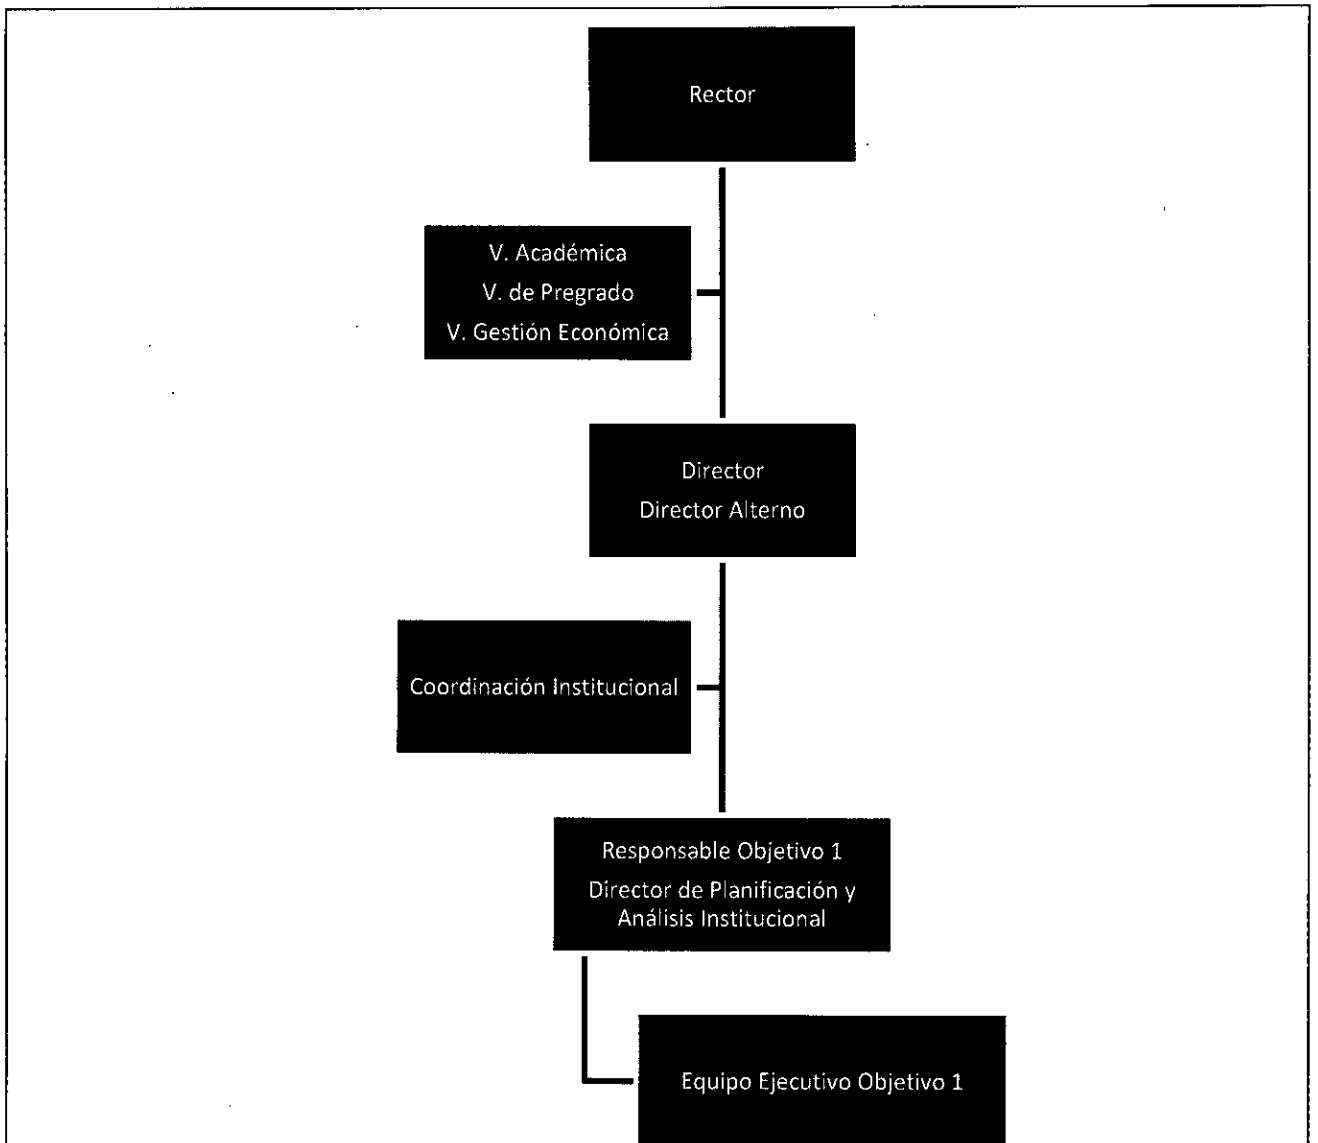 Rector
V. Académica
V. de Pregrado
V. Gestión Económica
Director
Director Alterno
Coordinación Institucional
Responsable Objetivo 1
Director de Planificación y
Análisis Institucional
Equipo Ejecutivo Objetivo 1